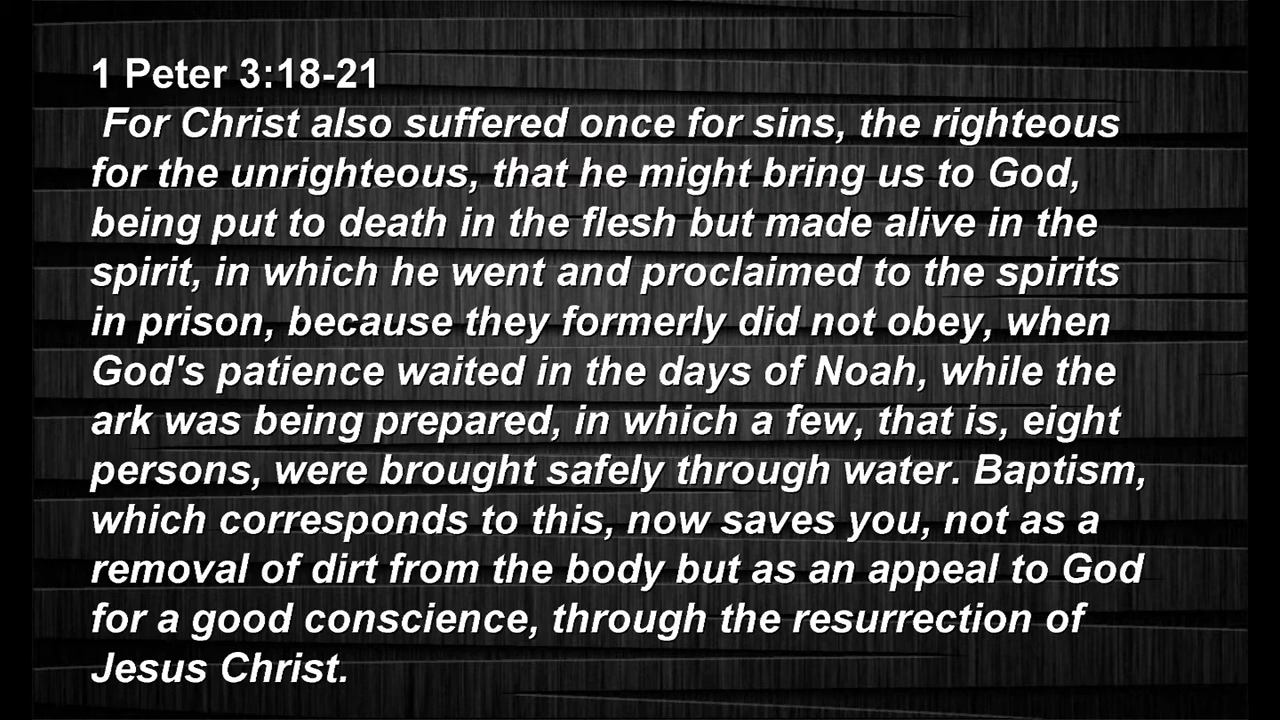 1 Peter 3:18-21
For Christ also suffered once for sins, the righteous
for the unrighteous, that he might bring us to God,
being put to death in the flesh but made alive in the
spirit, in which he went and proclaimed to the spirits
in prison, because they formerly did not obey, when
God's patience waited in the days of Noah, while the
ark was being prepared, in which a few, that is, eight
persons, were brought safely through water. Baptism,
which corresponds to this, now saves you, not as a
removal of dirt from the body but as an appeal to God
for a good conscience, through the resurrection of
Jesus Christ.